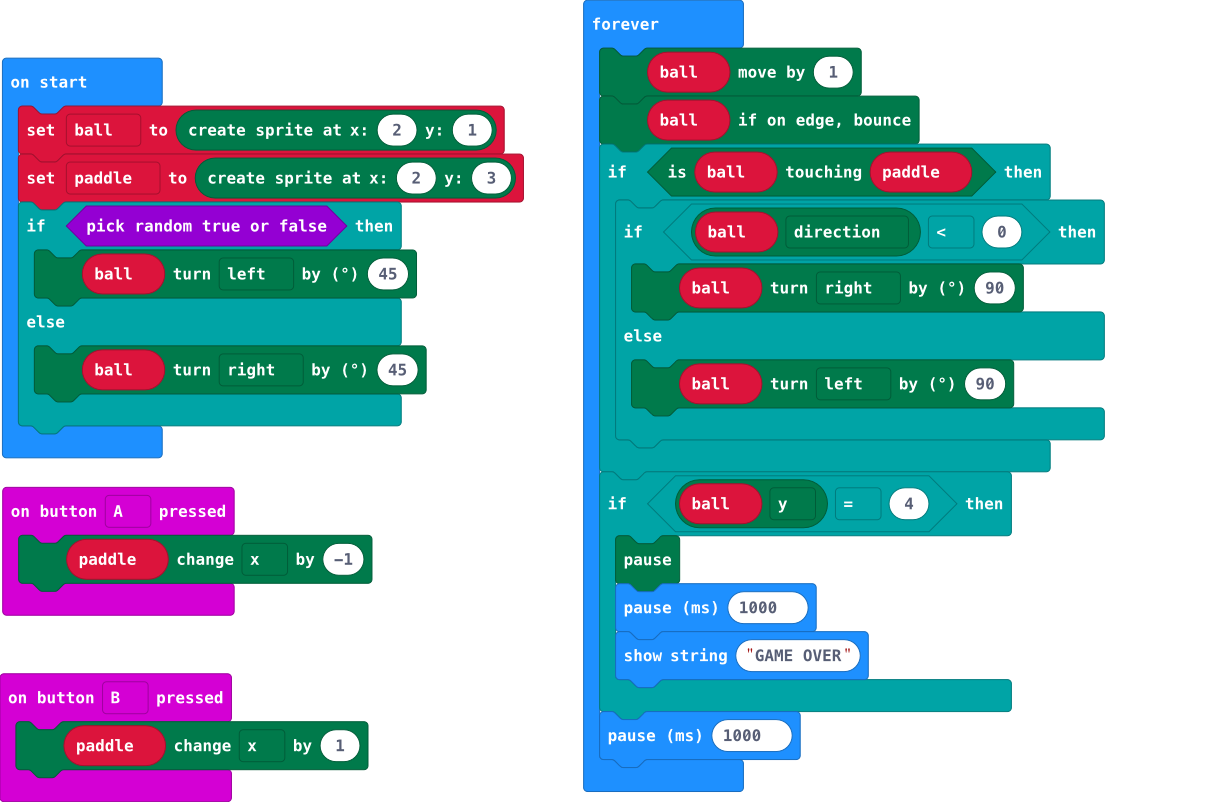 on start
set ball to create sprite at x: 2 y: 1
set paddle to create sprite at x: 2 y: 3
if pick random true or false then
ball turn left by (°) 45
else
ball turn right by (°) 45
on button A pressed
paddle change x by −1
on button B pressed
paddle change x by 1
forever
ball move by 1
ball if on edge, bounce
if is ball touching paddle then
if ball direction < 0 then
ball turn right by (°) 90
else
ball turn left by (°) 90
if ball y = 4 then
pause
pause (ms) 1000
show string "GAME OVER"
pause (ms) 1000